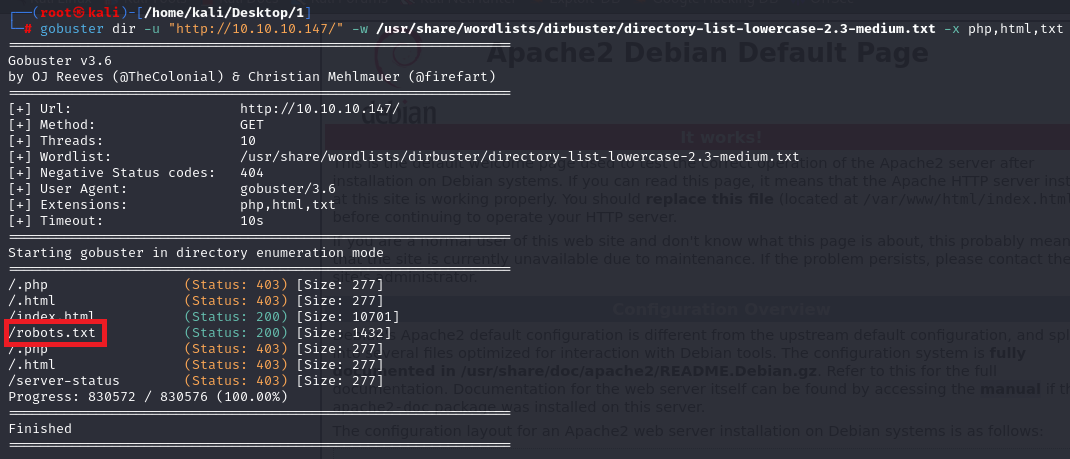 ┌──(root㉿kali)-[/home/kali/Desktop/1]
└─# gobuster dir -u "http://10.10.10.147/" -w /usr/share/wordlists/dirbuster/directory-list-lowercase-2.3-medium.txt -x php,html,txt
===============================================================
Gobuster v3.6
by OJ Reeves (@TheColonial) & Christian Mehlmauer (@firefart)
===============================================================
[+] Url: http://10.10.10.147/
[+] Method: GET
[+] Threads: 10
[+] Wordlist: /usr/share/wordlists/dirbuster/directory-list-lowercase-2.3-medium.txt
[+] Negative Status codes: 404
[+] User Agent: gobuster/3.6
[+] Extensions: php,html,txt
[+] Timeout: 10s
===============================================================
Starting gobuster in directory enumeration mode
===============================================================
/.php (Status: 403) [Size: 277]
/.html (Status: 403) [Size: 277]
/index.html (Status: 200) [Size: 10701]
/robots.txt (Status: 200) [Size: 1432]
/.php (Status: 403) [Size: 277]
/.html (Status: 403) [Size: 277]
/server-status (Status: 403) [Size: 277]
Progress: 830572 / 830576 (100.00%)
===============================================================
Finished
===============================================================
Apache2 Debian Default Page
debian
It works!
operation of the Apache2 server after
installation on Debian systems. If you can read this page, it means that the Apache HTTP server
at this site is working properly. You should replace this file (located at /var/www/html/index.htm
before continuing to operate your HTTP server.
If you are a normal user of this web site and don't know what this page is about, this probably
the site is currently unavailable due to maintenance. If the problem persists, please contact the
site's administrator.
Configuration Overview
Apache2 default configuration is different from the upstream default configuration, and
several files optimized for interaction with Debian tools. The configuration system is fully
documented in /usr/share/doc/apache2/README.Debian.gz. Refer to this for the full
documentation. Documentation for the web server itself can be found by accessing the manual if
apache2-doc package was installed on this server.
The configuration layout for an Apache2 web server installation on Debian systems is as follows: